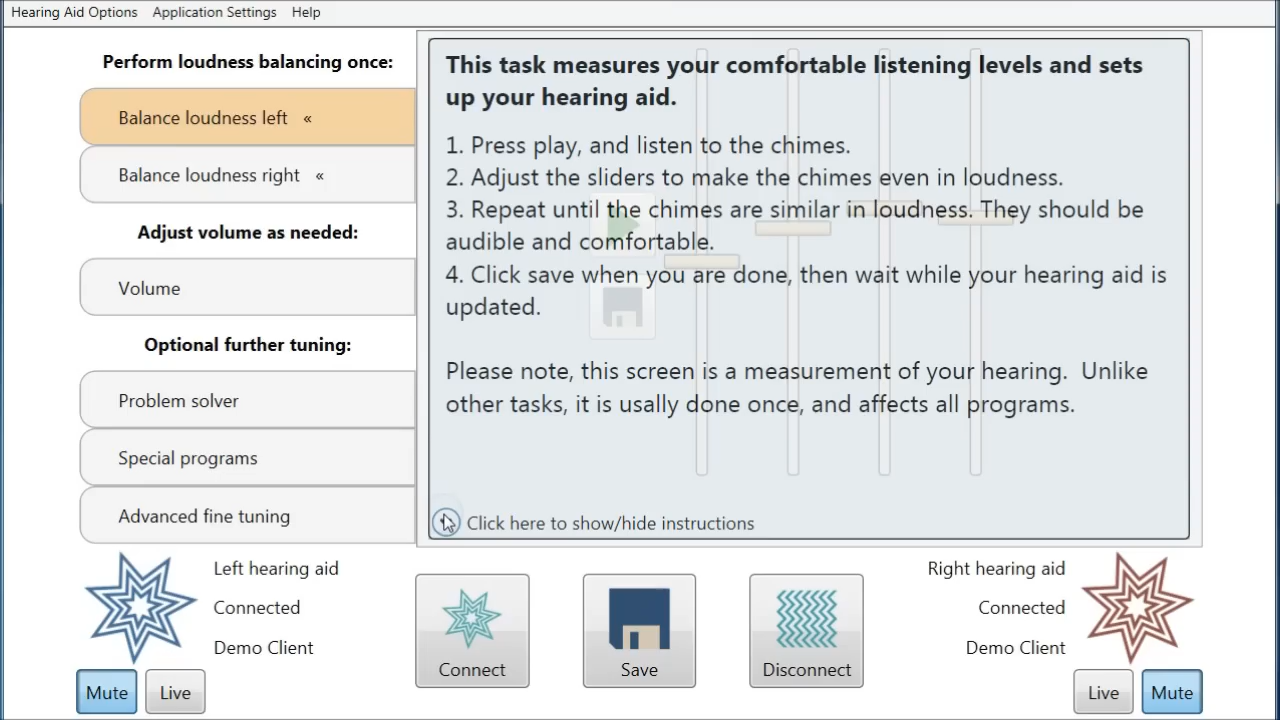 Hearing Aid Options Application Settings Help
Perform loudness balancing once:
Balance loudness left «
Balance loudness right «
Adjust volume as needed:
Volume
Optional further tuning:
Problem solver
Special programs
Advanced fine tuning
This task measures your comfortable listening levels and sets
up your hearing aid.
1. Press play, and listen to the chimes.
2. Adjust the sliders to make the chimes even in loudness.
3. Repeat until the chimes are similar in loudness. They should be
audible and comfortable.
4. Click save when you are done, then wait while your hearing aid is
updated.
Please note, this screen is a measurement of your hearing.  Unlike
other tasks, it is usally done once, and affects all programs.
Click here to show/hide instructions
Left hearing aid
Connected
Demo Client
Mute Live
Connect
Save
Disconnect
Right hearing aid
Connected
Demo Client
Live Mute